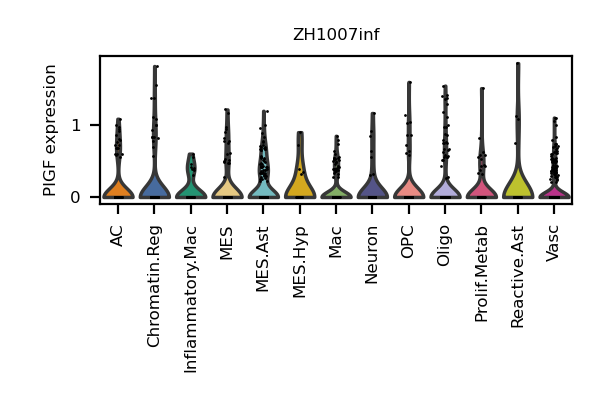 ZH1007inf
PIGF expression
1
0
AC
Chromatin.Reg
Inflammatory.Mac
MES
MES.Ast
MES.Hyp
Mac
Neuron
OPC
Oligo
Prolif.Metab
Reactive.Ast
Vasc